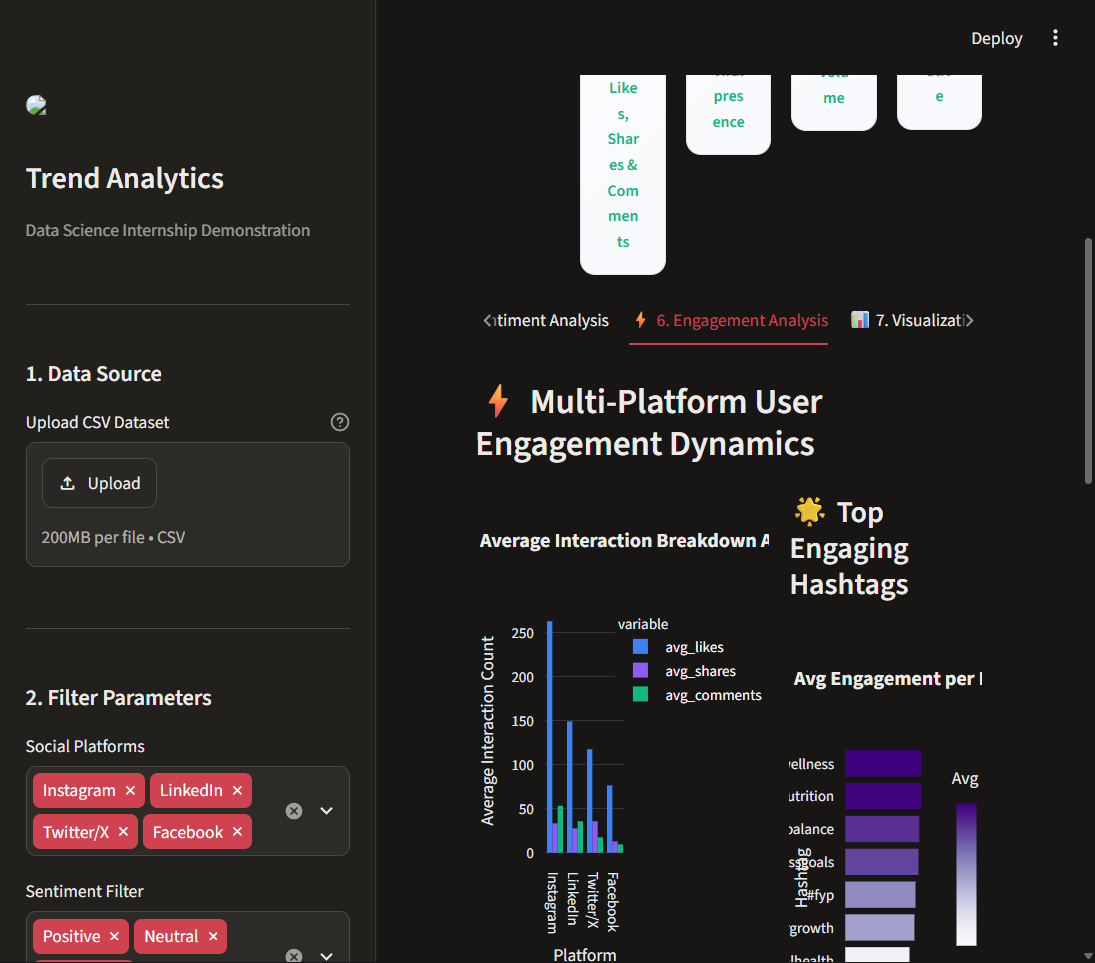 Deploy
Trend Analytics
Data Science Internship Demonstration
1. Data Source
Upload CSV Dataset
Upload
200MB per file • CSV
2. Filter Parameters
Social Platforms
Instagram
LinkedIn
Twitter/X
Facebook
Sentiment Filter
Positive
Neutral
Like
s,
Shar
es &
Com
men
ts
pres
ence
me
e
timent Analysis
6. Engagement Analysis
7. Visualizati
Multi-Platform User
Engagement Dynamics
Average Interaction Breakdown A
variable
avg_likes
avg_shares
avg_comments
Average Interaction Count
250
200
150
100
50
0
Instagram
LinkedIn
Twitter/X
Facebook
Platform
Top
Engaging
Hashtags
Avg Engagement per
Avg
Hashtag
ellness
utrition
balance
ssgoals
#fyp
growth
lhealth